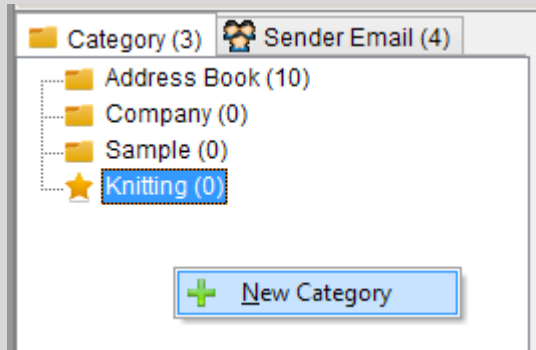 Category (3) Sender Email (4)
Address Book (10)
Company (0)
Sample (0)
Knitting (0)
New Category